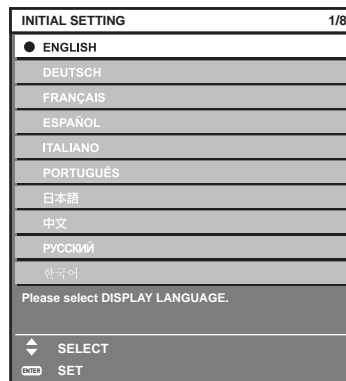 INITIAL SETTING 1/8
ENGLISH
DEUTSCH
FRANÇAIS
ESPAÑOL
ITALIANO
PORTUGUÊS
日本語
中文
РУССКИЙ
한국어
Please select DISPLAY LANGUAGE.
SELECT
ENTER SET